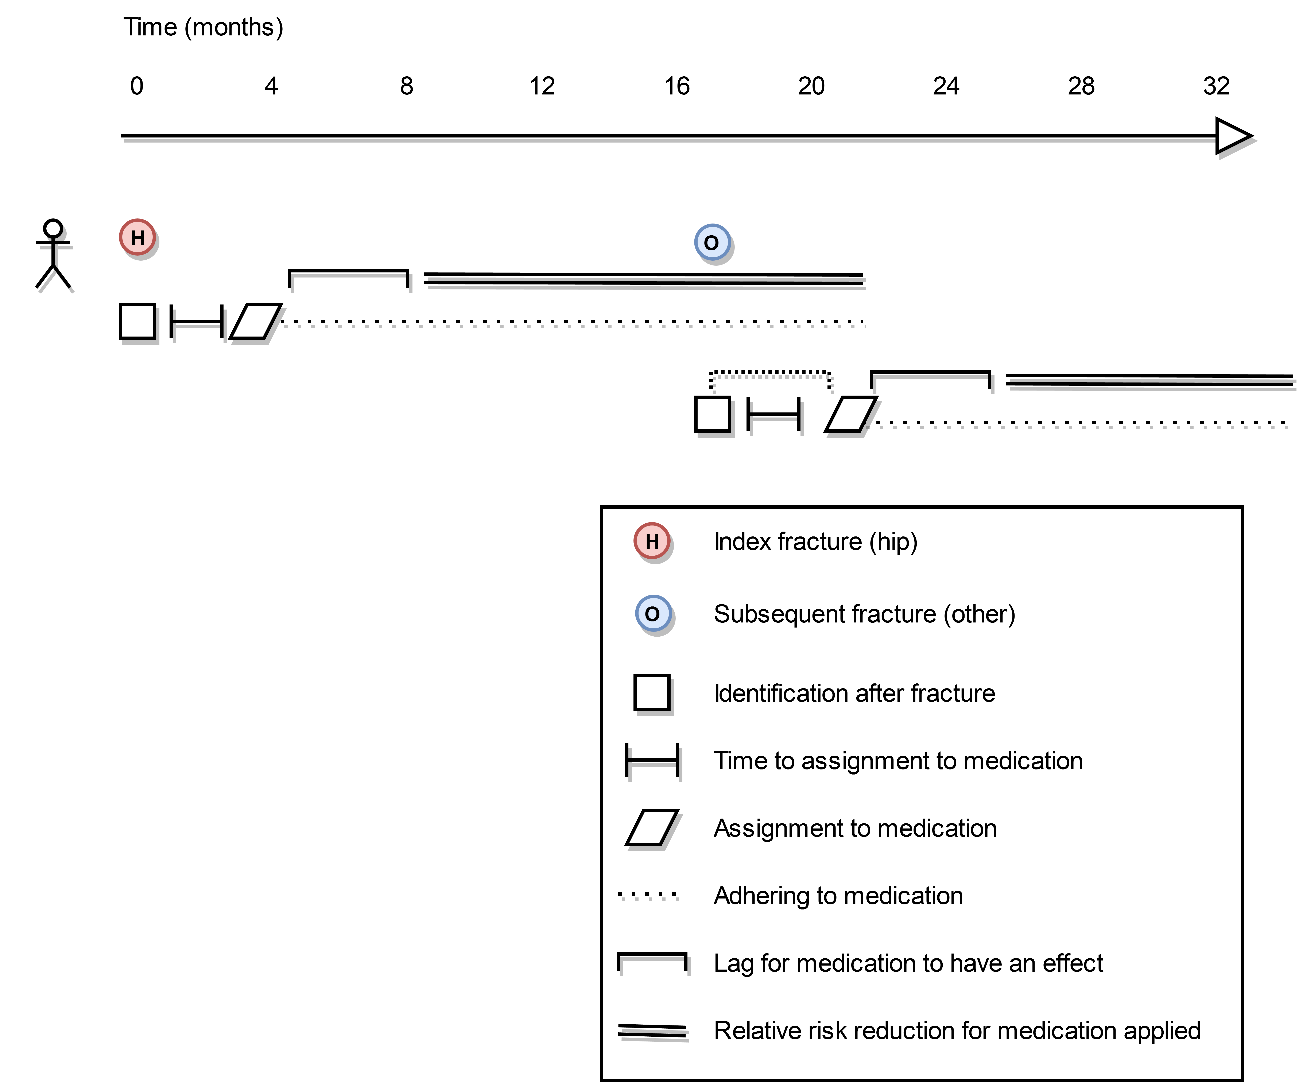 Time (months)
0 4 8 12 16 20 24 28 32
H
O
H Index fracture (hip)
O Subsequent fracture (other)
Identification after fracture
Time to assignment to medication
Assignment to medication
Adhering to medication
Lag for medication to have an effect
Relative risk reduction for medication applied